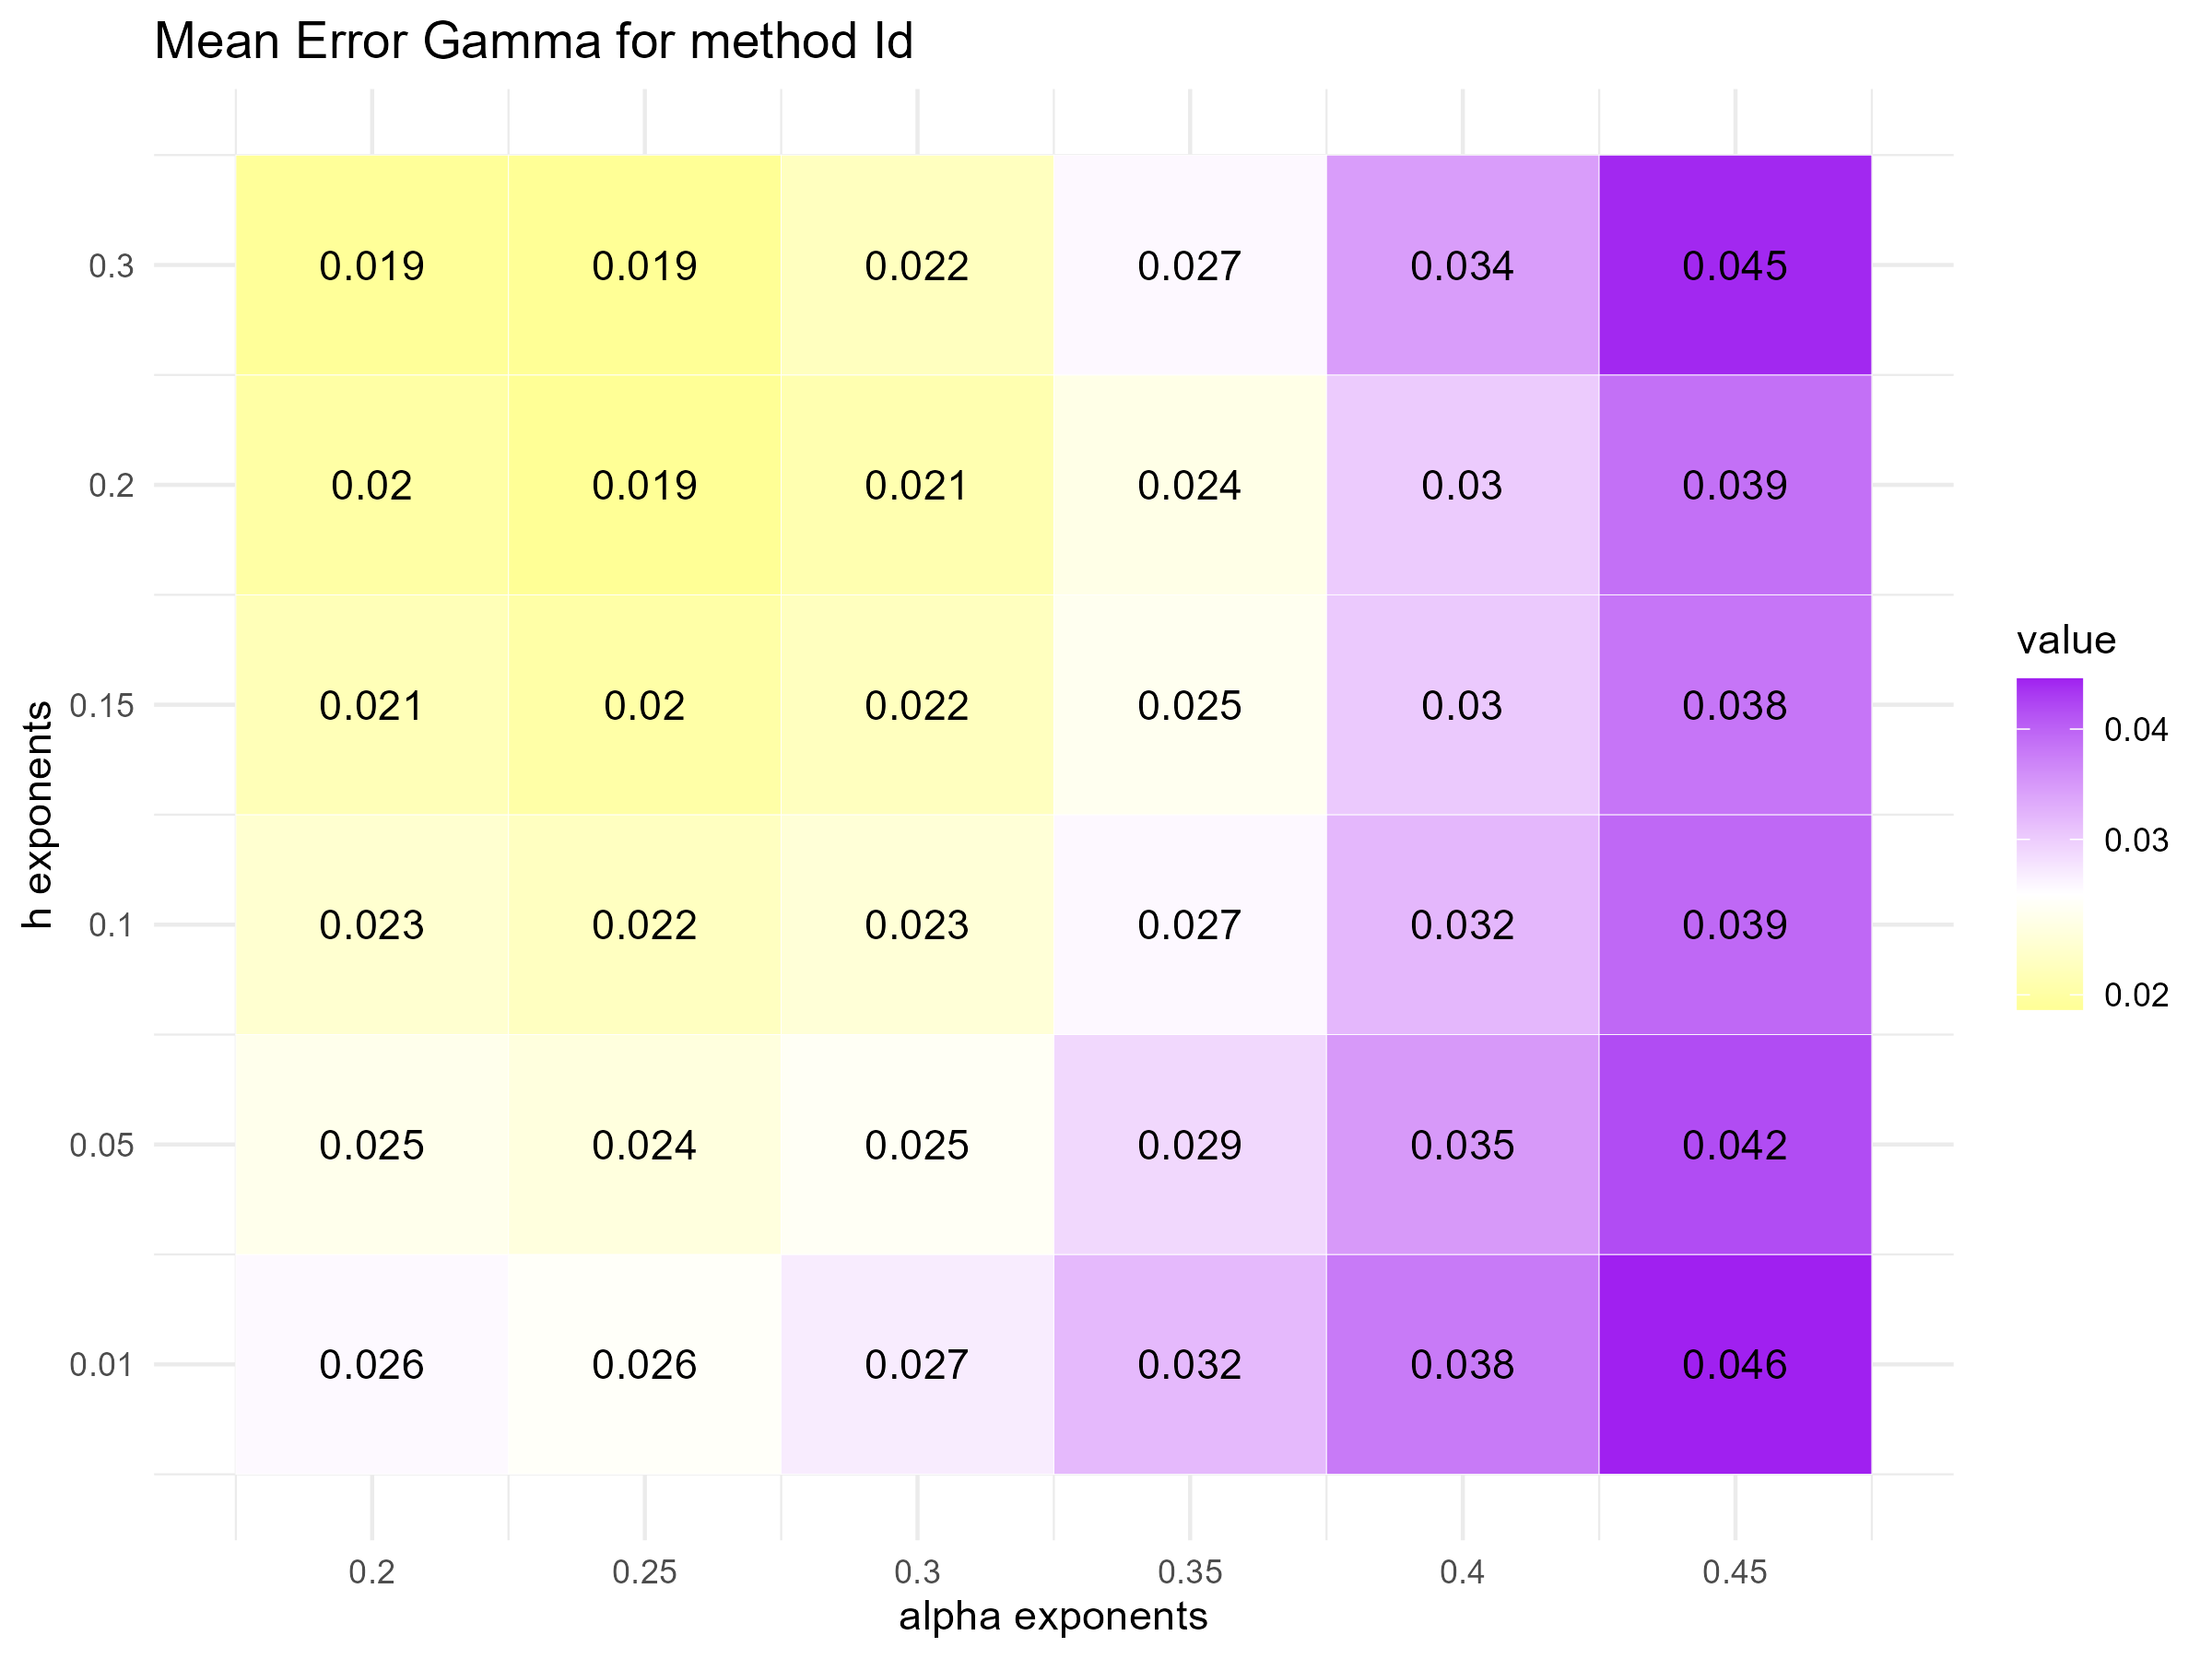 Mean Error Gamma for method Id
0.3 0.019 0.019 0.022 0.027 0.034 0.045
0.2 0.02 0.019 0.021 0.024 0.03 0.039
0.15 0.021 0.02 0.022 0.025 0.03 0.038
0.1 0.023 0.022 0.023 0.027 0.032 0.039
0.05 0.025 0.024 0.025 0.029 0.035 0.042
0.01 0.026 0.026 0.027 0.032 0.038 0.046
0.2 0.25 0.3 0.35 0.4 0.45
alpha exponents
h exponents
value
0.04
0.03
0.02